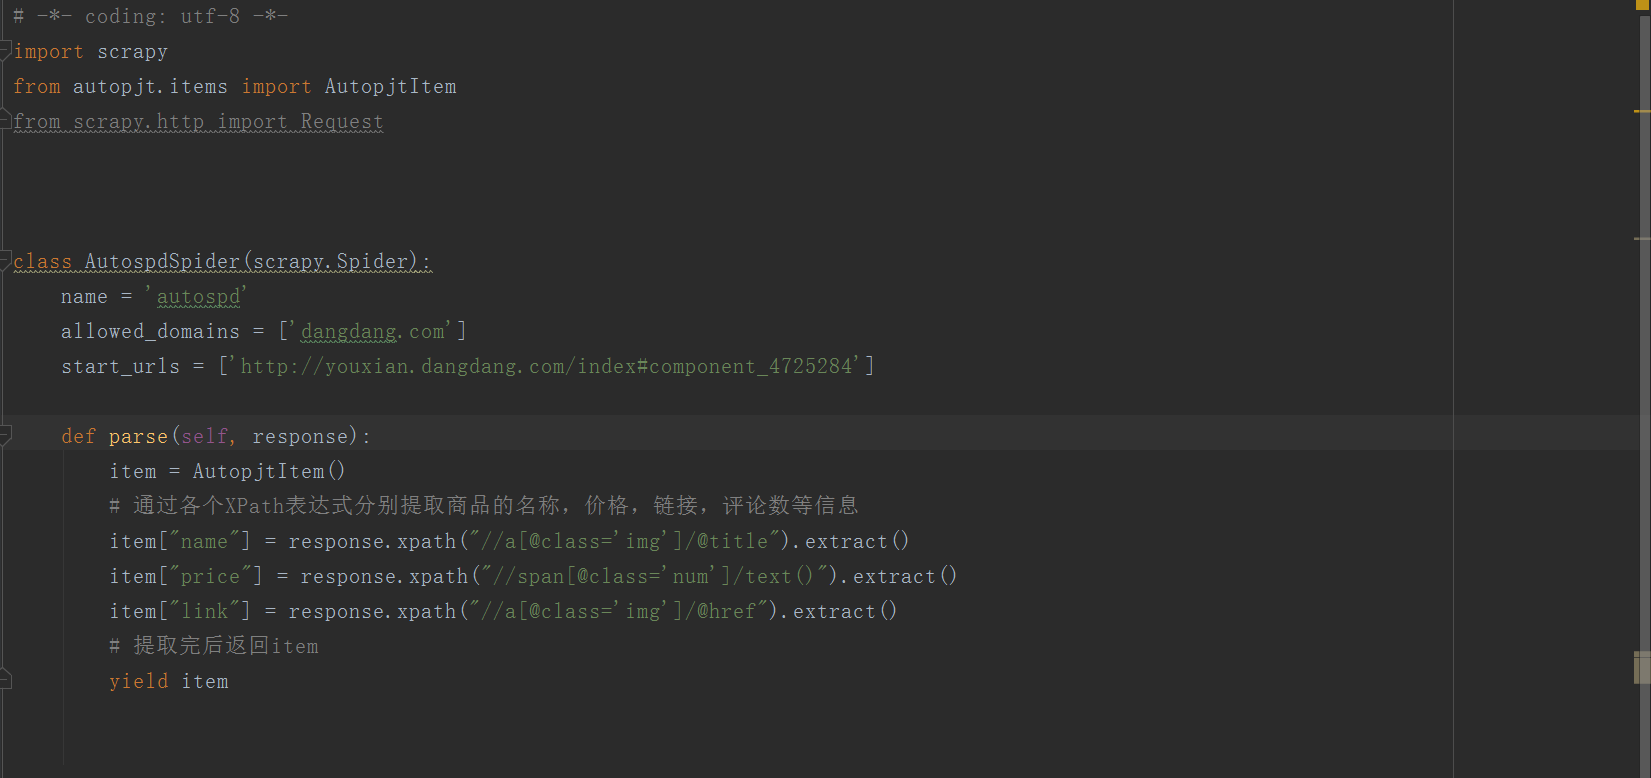 # -*- coding: utf-8 -*-
import scrapy
from autopjt.items import AutopjtItem
from scrapy.http import Request
class AutospdSpider(scrapy.Spider):
    name = 'autospd'
    allowed_domains = ['dangdang.com']
    start_urls = ['http://youxian.dangdang.com/index#component_4725284']
    def parse(self, response):
        item = AutopjtItem()
        # 通过各个XPath表达式分别提取商品的名称，价格，链接，评论数等信息
        item["name"] = response.xpath("//a[@class='img']/@title").extract()
        item["price"] = response.xpath("//span[@class='num']/text()").extract()
        item["link"] = response.xpath("//a[@class='img']/@href").extract()
        # 提取完后返回item
        yield item